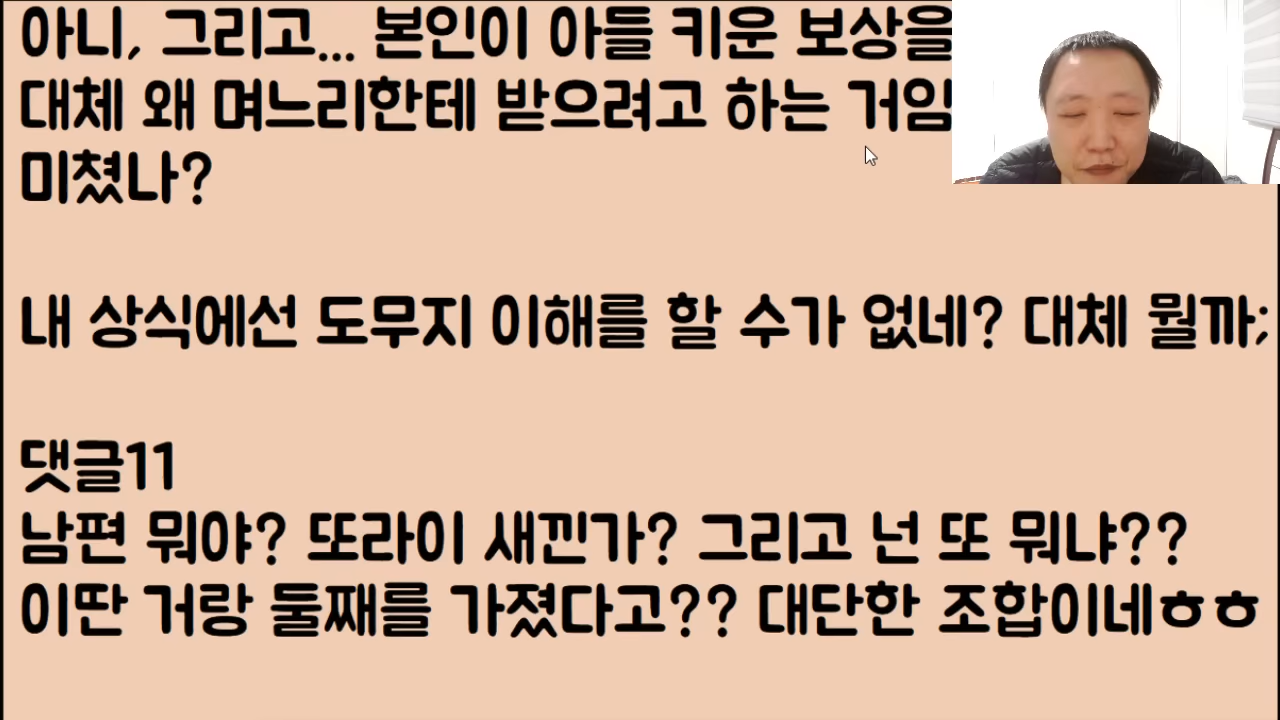 아니, 그리고... 본인이 아들 키운 보상을
대체 왜 며느리한테 받으려고 하는 거임
미쳤나?
내 상식에선 도무지 이해를 할 수가 없네? 대체 뭘까;
댓글11
남편 뭐야? 또라이 새낀가? 그리고 넌 또 뭐냐??
이딴 거랑 둘째를 가졌다고?? 대단한 조합이네ㅎㅎ